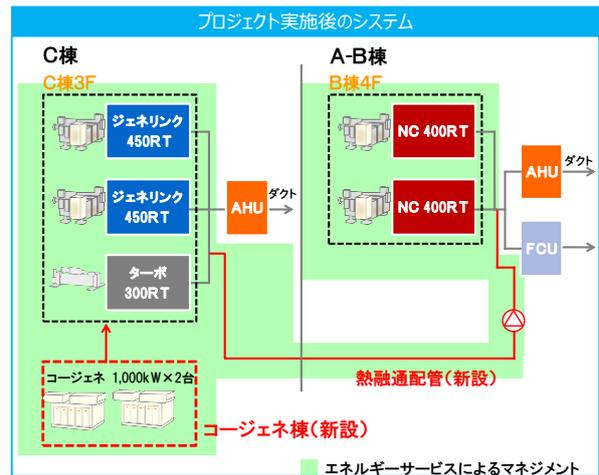 プロジェクト実施後のシステム
C棟
C棟3F
ジェネリンク
450RT
ジェネリンク
450RT
ターボ
300RT
AHU
ダクト
コージェネ 1,000kW×2台
コージェネ棟(新設)
A-B棟
B棟4F
NC 400RT
NC 400RT
AHU
ダクト
FCU
熱融通配管(新設)
エネルギーサービスによるマネジメント